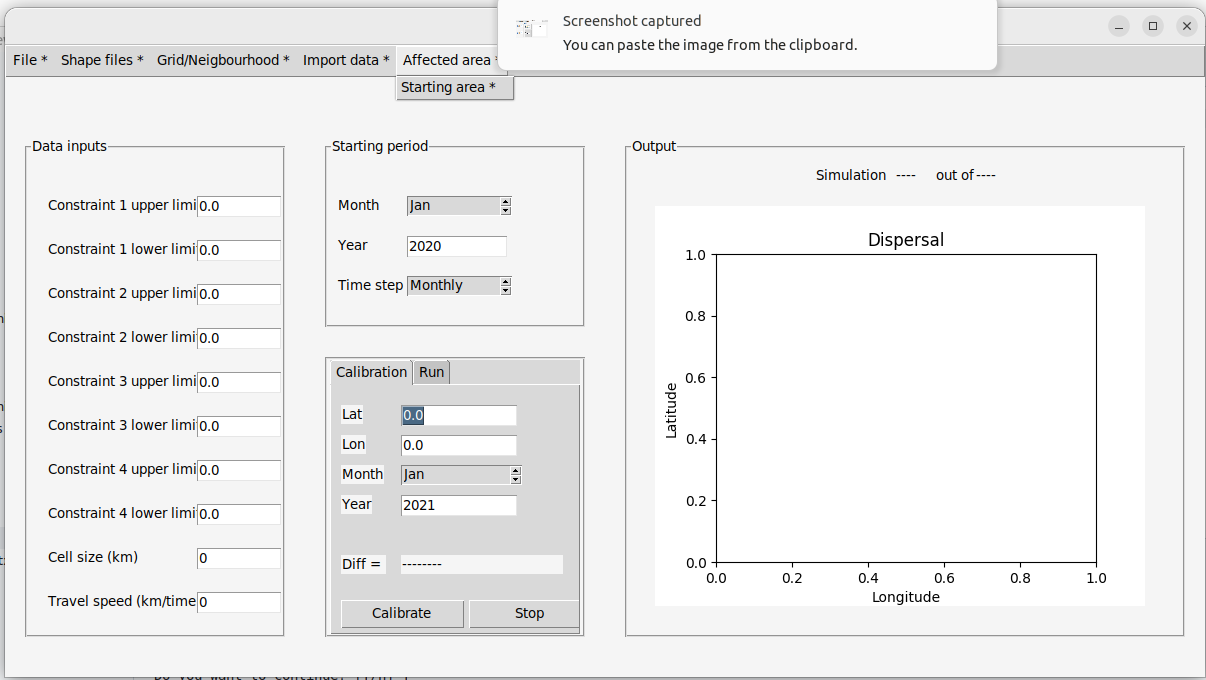 Screenshot captured
You can paste the image from the clipboard.
File * Shape files * Grid/Neigbourhood * Import data * Affected area
Starting area *
Data inputs
Constraint 1 upper limi 0.0
Constraint 1 lower limi 0.0
Constraint 2 upper limi 0.0
Constraint 2 lower limi 0.0
Constraint 3 upper limi 0.0
Constraint 3 lower limi 0.0
Constraint 4 upper limi 0.0
Constraint 4 lower limi 0.0
Cell size (km) 0
Travel speed (km/time 0
Starting period
Month Jan
Year 2020
Time step Monthly
Calibration Run
Lat 0.0
Lon 0.0
Month Jan
Year 2021
Diff = --------
Calibrate Stop
Output
Simulation ---- out of ----
Dispersal
1.0
0.8
0.6
0.4
0.2
0.0
Latitude
0.0 0.2 0.4 0.6 0.8 1.0
Longitude